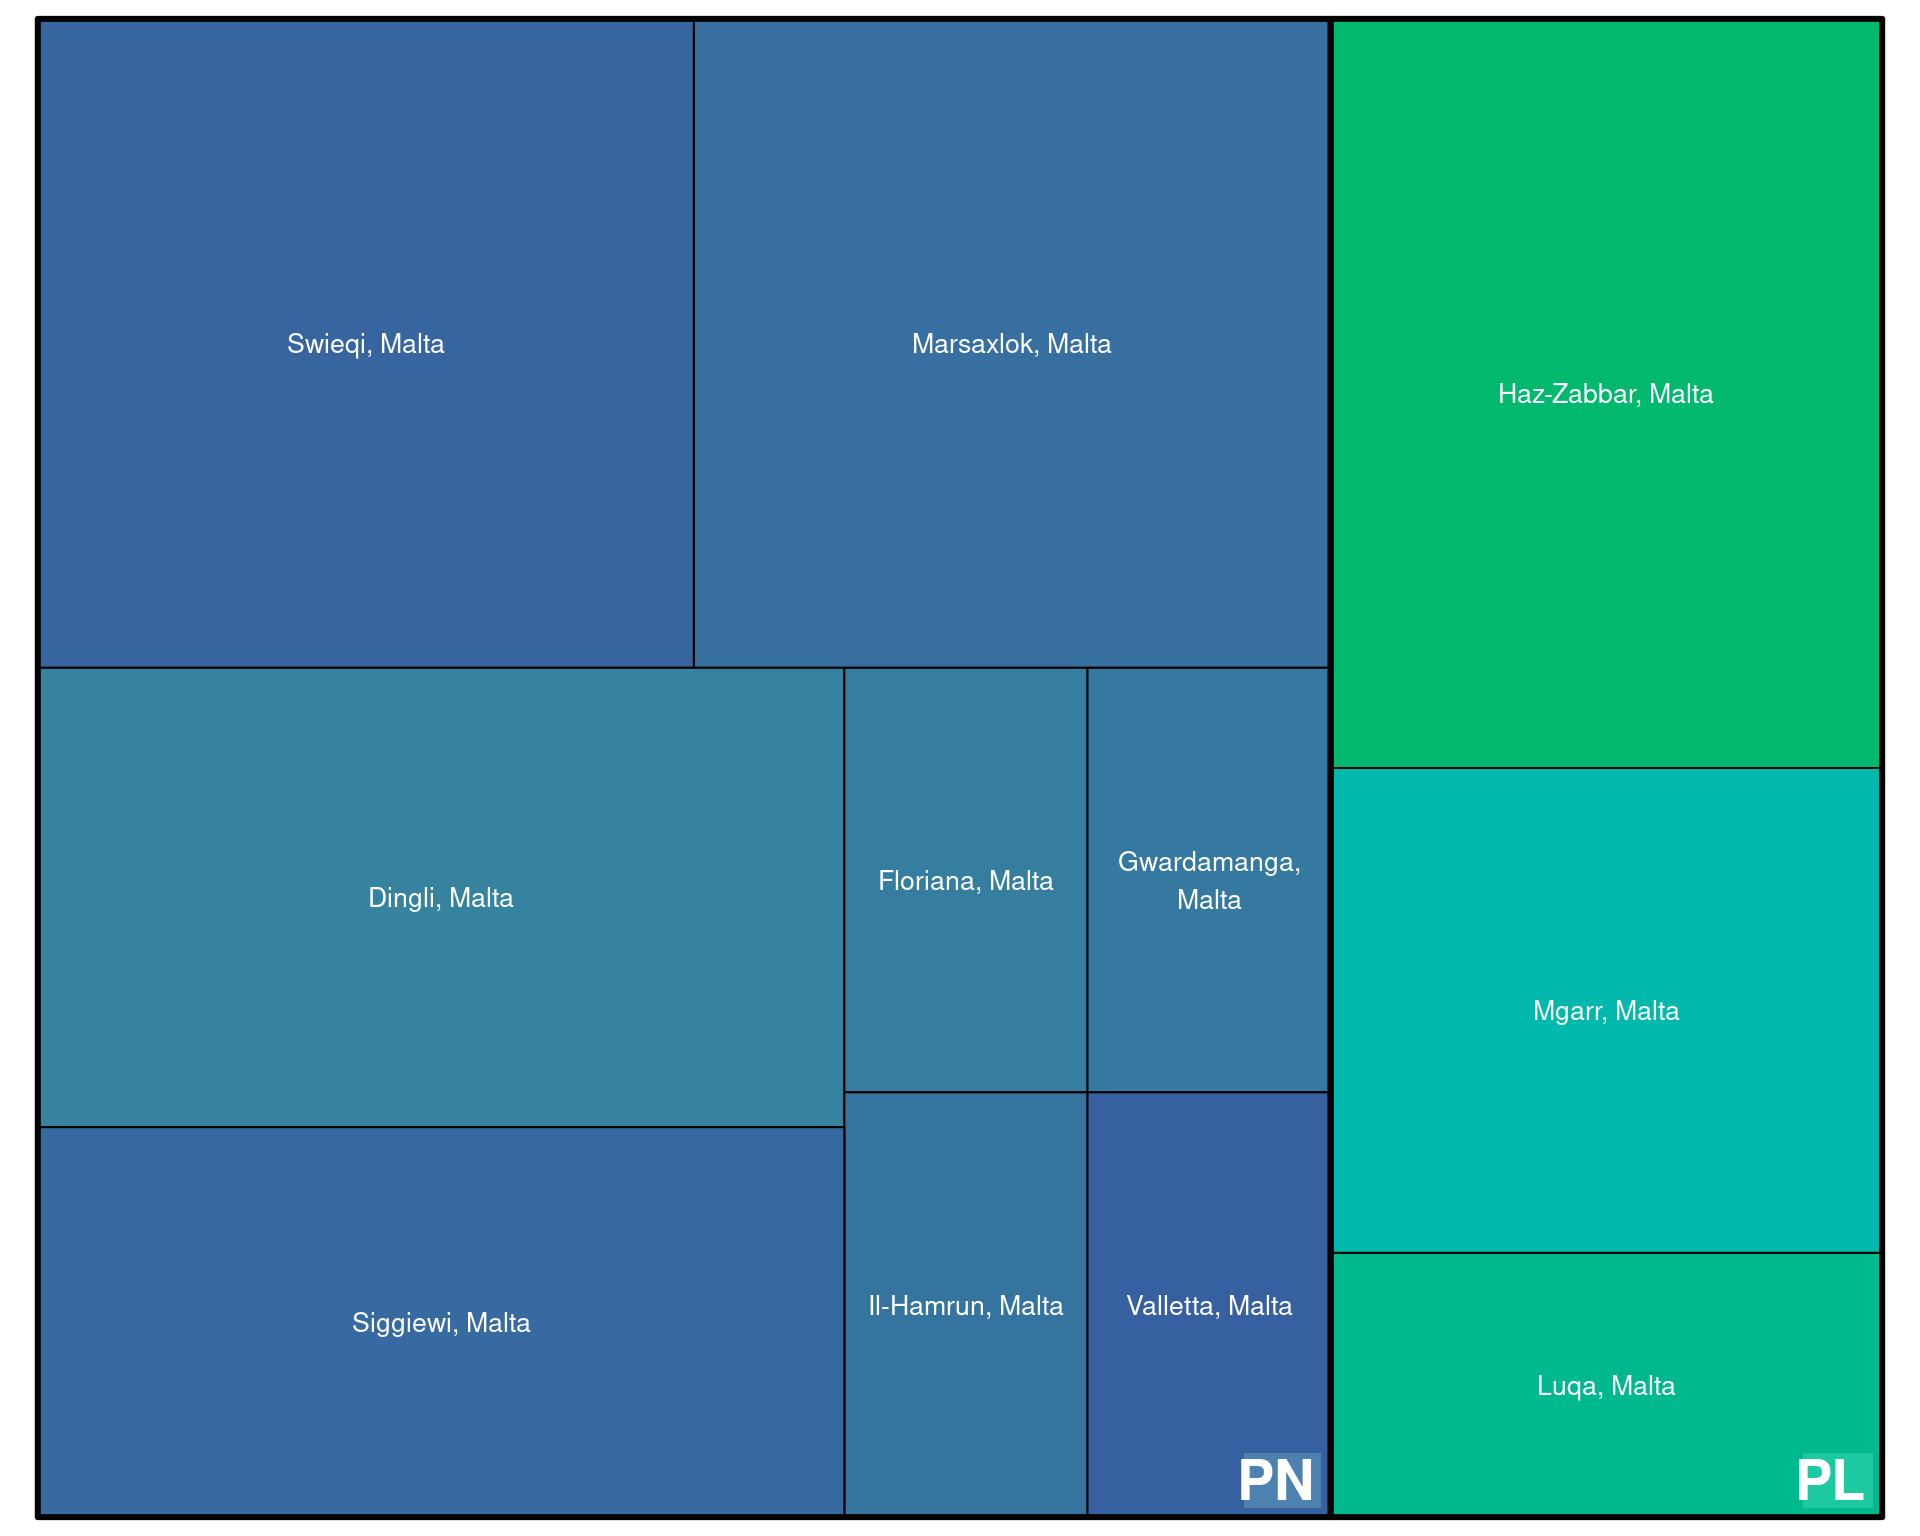 Swieqi, Malta
Marsaxlok, Malta
Haz-Zabbar, Malta
Dingli, Malta
Floriana, Malta
Gwardamanga,
Malta
Mgarr, Malta
Siggiewi, Malta
Il-Hamrun, Malta
Valletta, Malta
Luqa, Malta
PN
PL